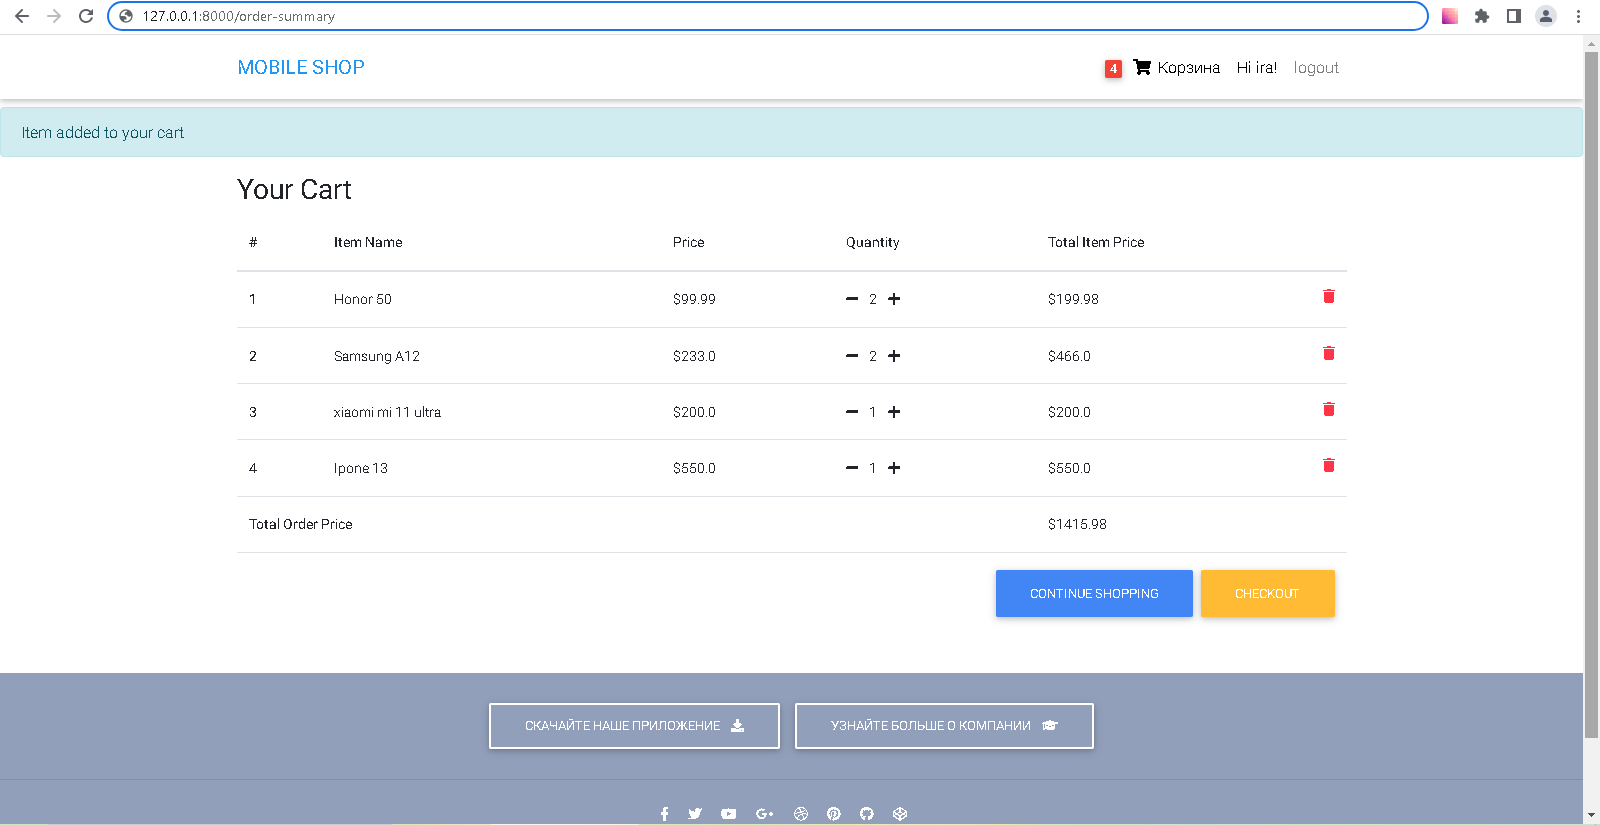 127.0.0.1:8000/order-summary
MOBILE SHOP 4 Корзина Hi ira! logout
Item added to your cart
Your Cart
# Item Name Price Quantity Total Item Price
1 Honor 50 $99.99 2 $199.98
2 Samsung A12 $233.0 2 $466.0
3 xiaomi mi 11 ultra $200.0 1 $200.0
4 Ipone 13 $550.0 1 $550.0
Total Order Price $1415.98
CONTINUE SHOPPING CHECKOUT
СКАЧАЙТЕ НАШЕ ПРИЛОЖЕНИЕ УЗНАЙТЕ БОЛЬШЕ О КОМПАНИИ